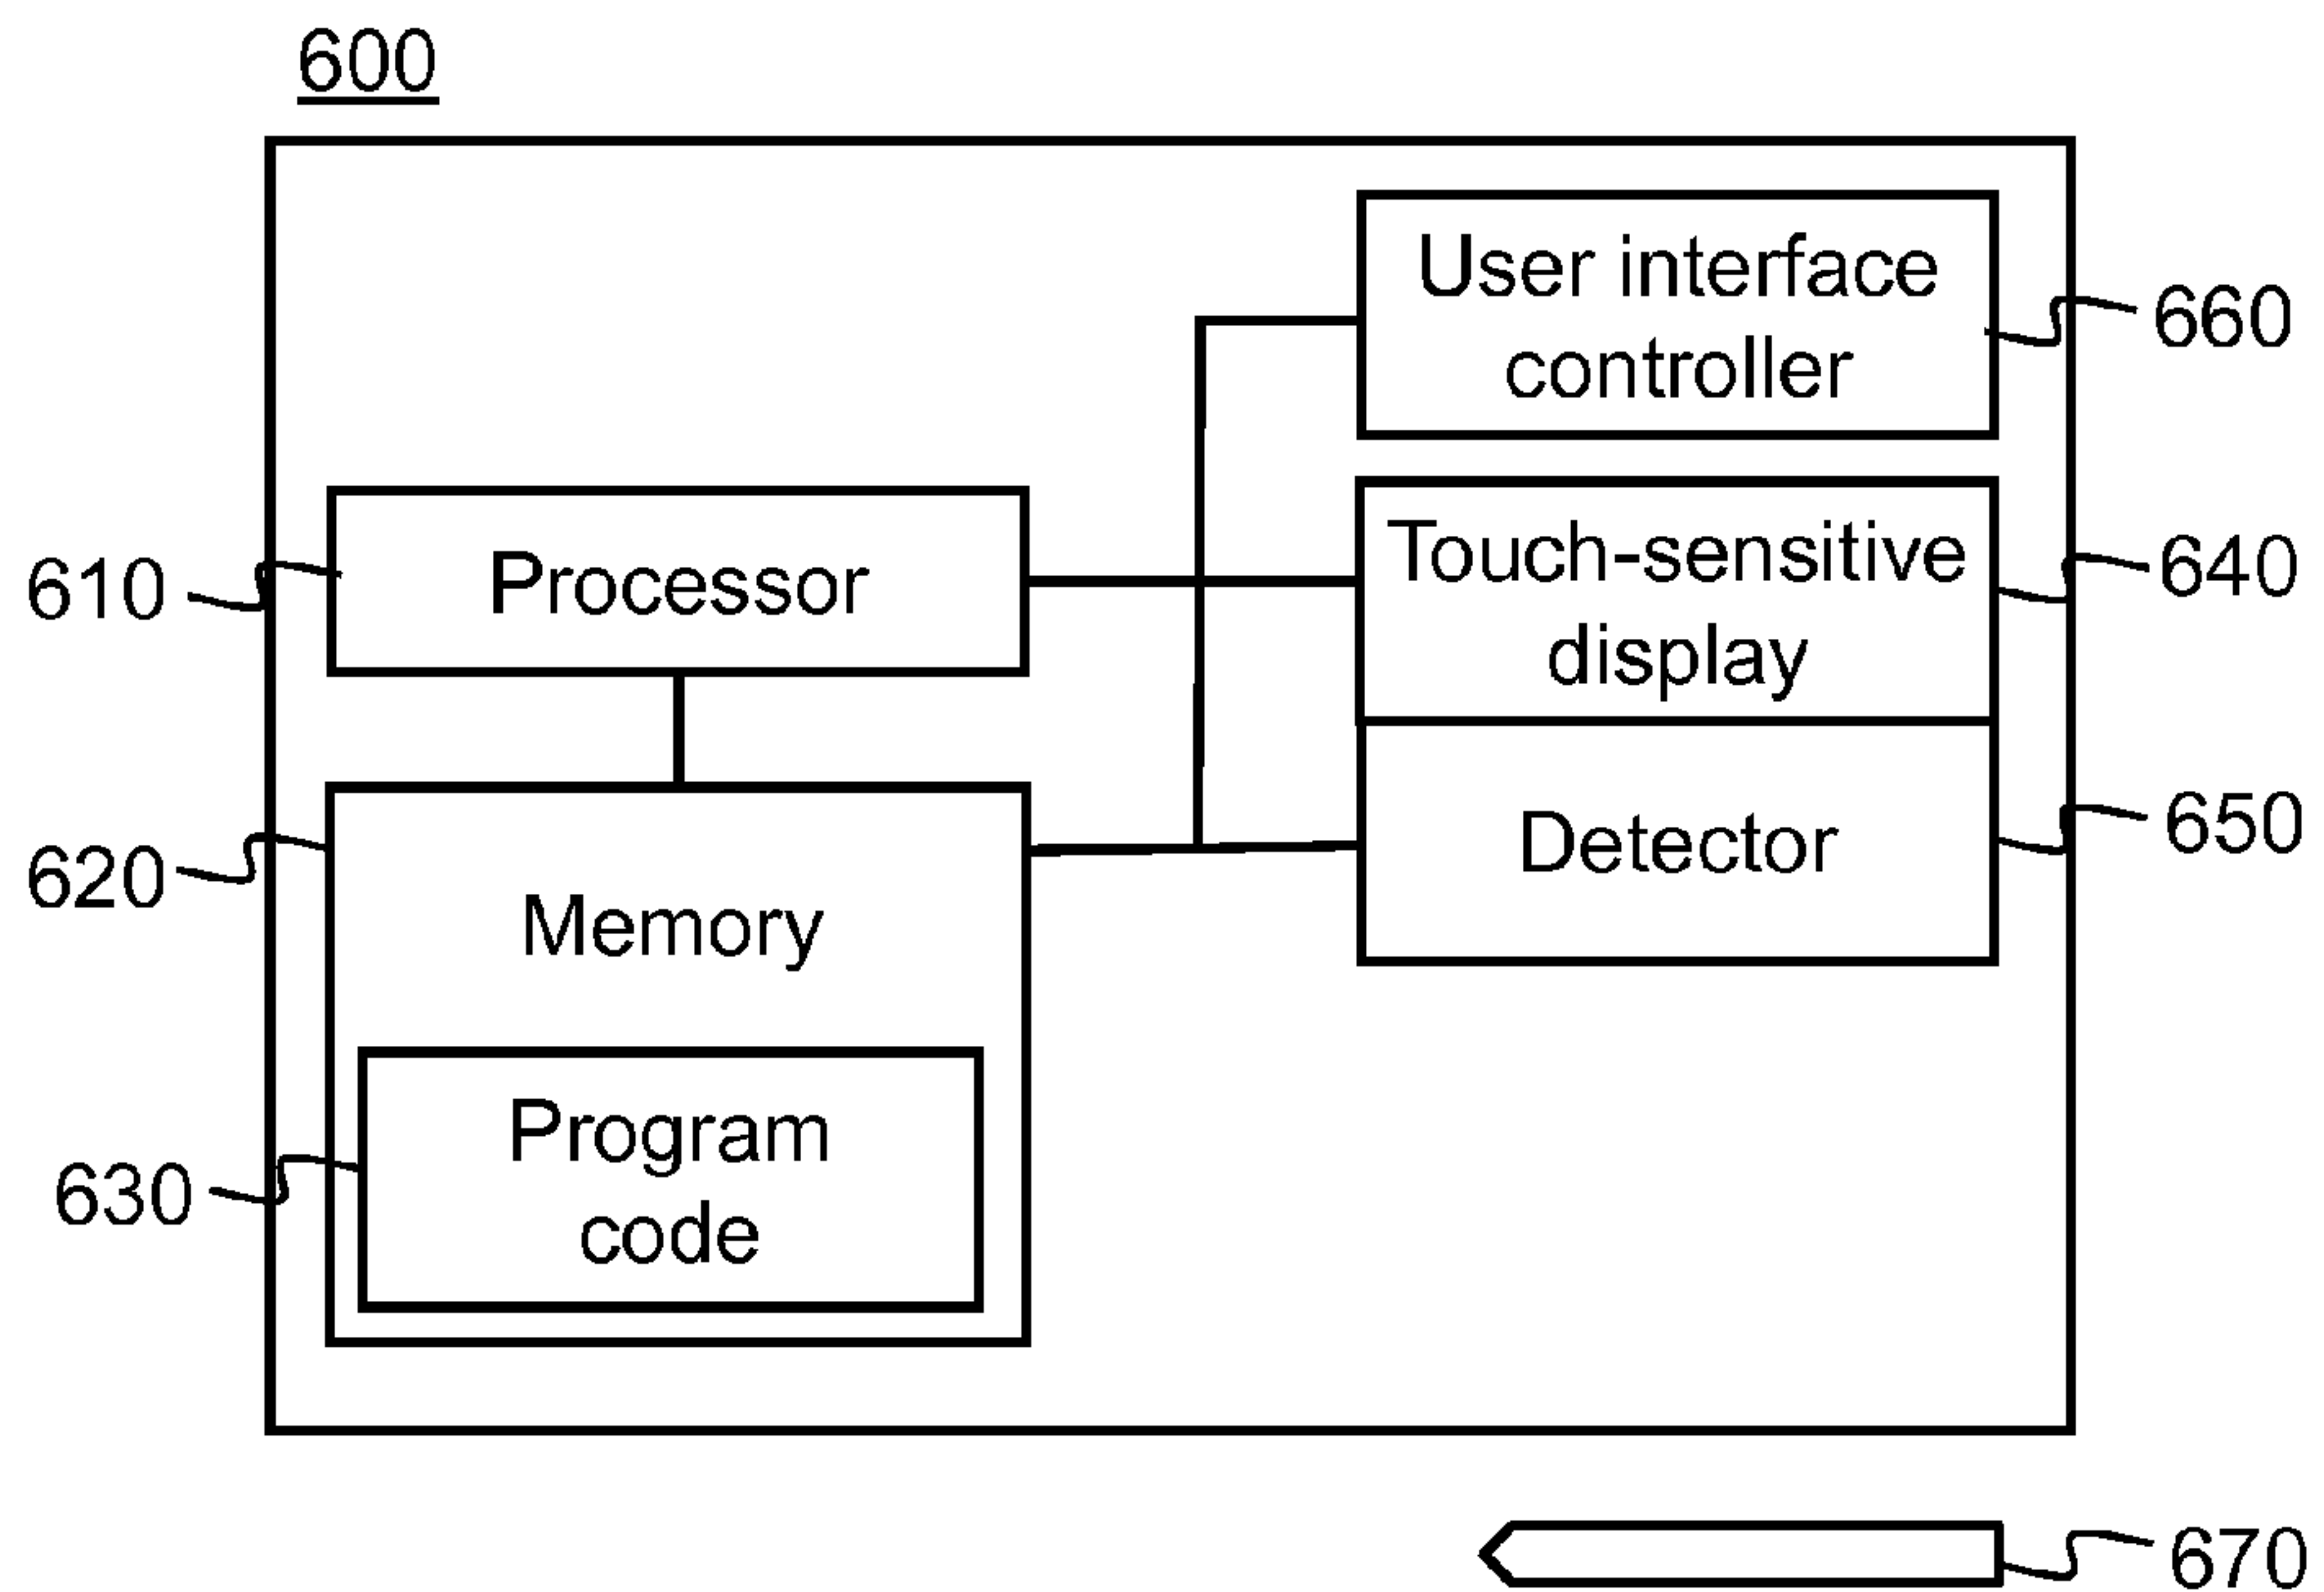 600
User interface
controller
660
Processor
610
Touch-sensitive
display
640
Detector
650
Memory
620
Program
code
630
670